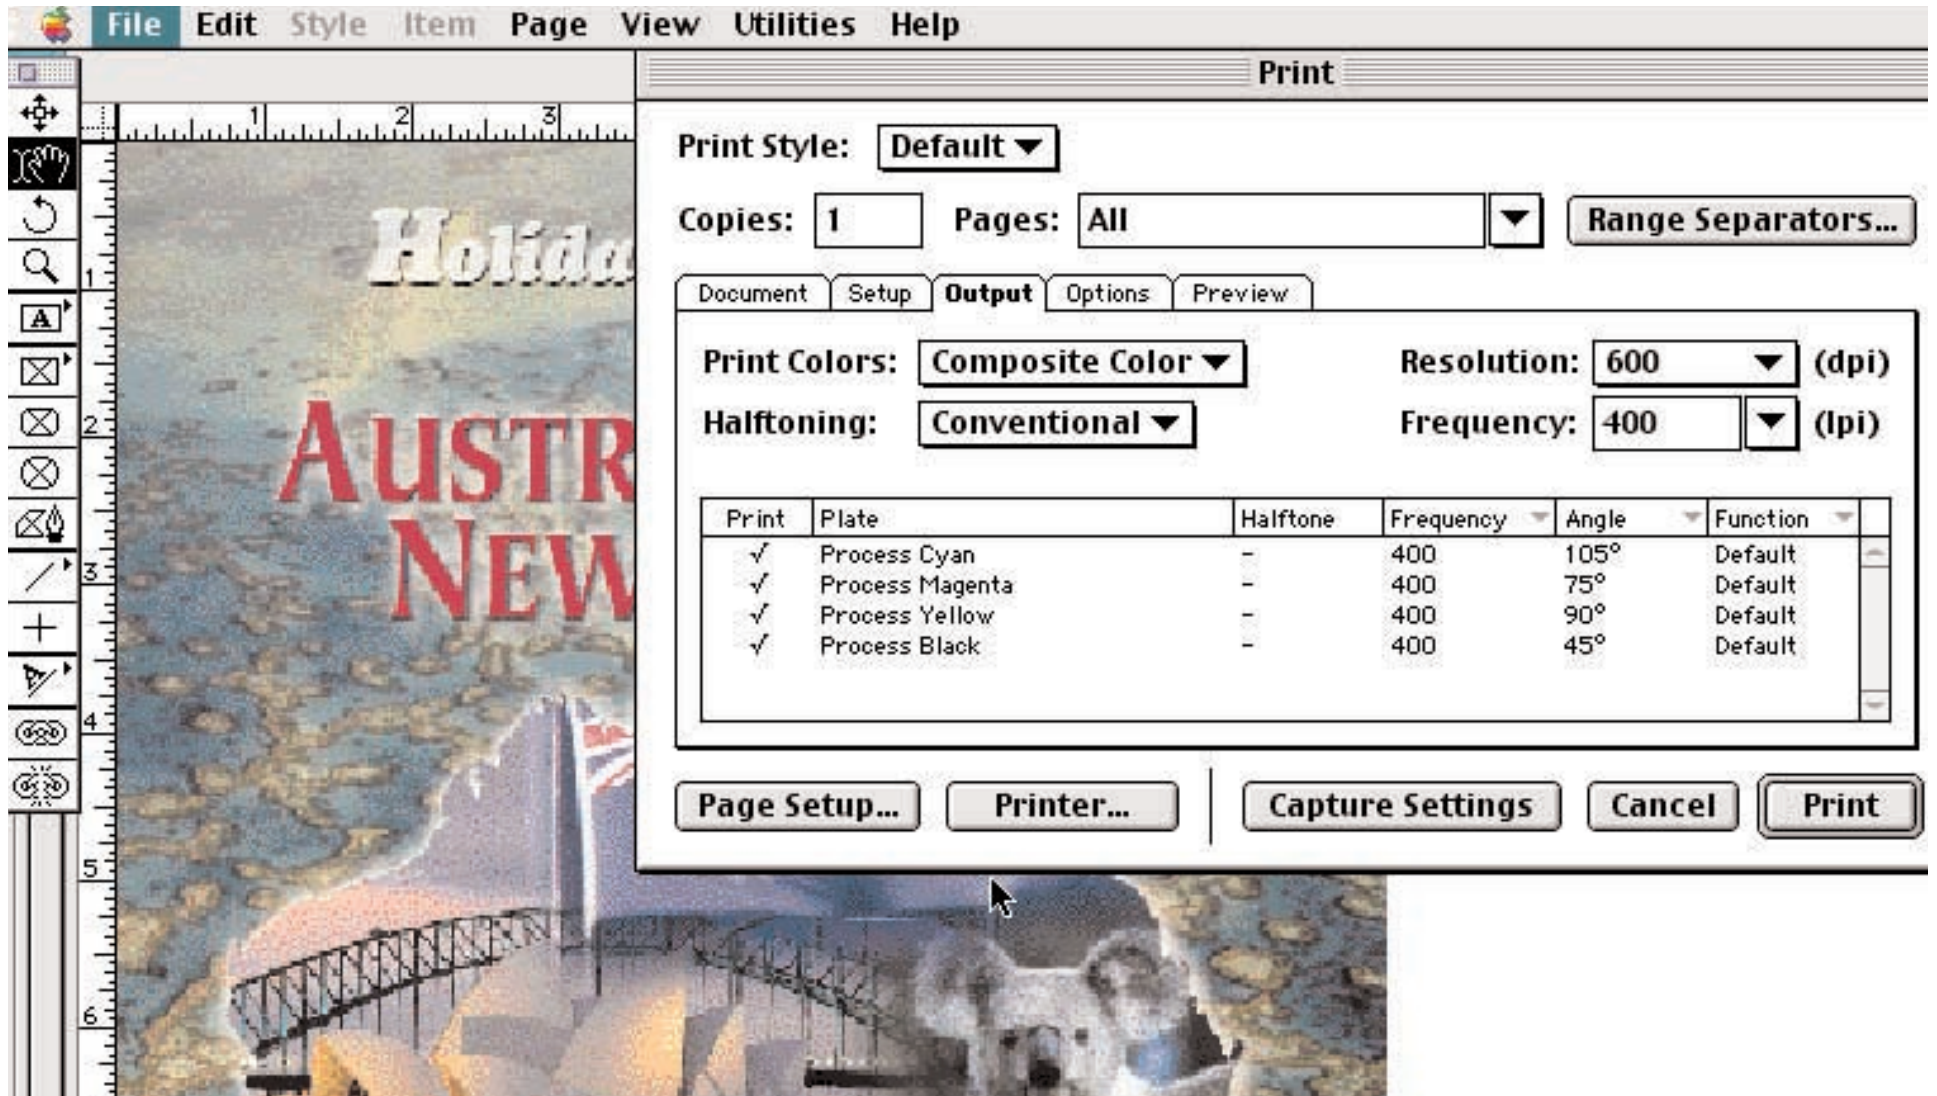 File Edit Style Item Page View Utilities Help
Print
1 2 3
Print Style: Default
Copies: 1 Pages: All Range Separators...
Document Setup Output Options Preview
Print Colors: Composite Color Resolution: 600 (dpi)
Halftoning: Conventional Frequency: 400 (lpi)
Print Plate Halftone Frequency Angle Function
√ Process Cyan - 400 105° Default
√ Process Magenta - 400 75° Default
√ Process Yellow - 400 90° Default
√ Process Black - 400 45° Default
Page Setup... Printer... Capture Settings Cancel Print
A
1
2
3
4
5
6
Holida
AUSTR
NEW